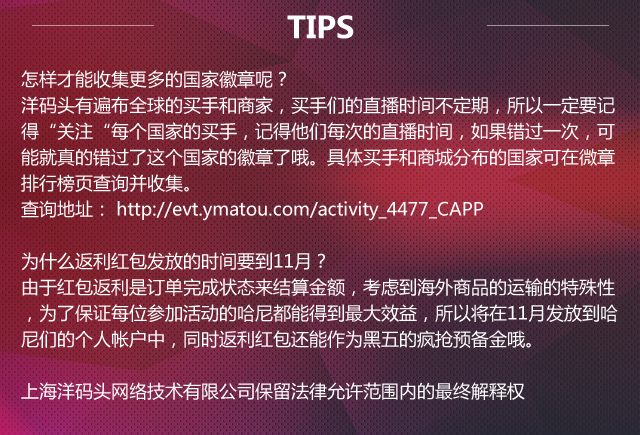 TIPS
怎样才能收集更多的国家徽章呢？
洋码头有遍布全球的买手和商家，买手们的直播时间不定期，所以一定要记
得“关注“每个国家的买手，记得他们每次的直播时间，如果错过一次，可
能就真的错过了这个国家的徽章了哦。具体买手和商城分布的国家可在微章
排行榜页查询并收集。
查询地址： http://evt.ymatou.com/activity_4477_CAPP
为什么返利红包发放的时间要到11月？
由于红包返利是订单完成状态来结算金额，考虑到海外商品的运输的特殊性
，为了保证每位参加活动的哈尼都能得到最大效益，所以将在11月发放到哈
尼们的个人帐户中，同时返利红包还能作为黑五的疯抢预备金哦。
上海洋码头网络技术有限公司保留法律允许范围内的最终解释权